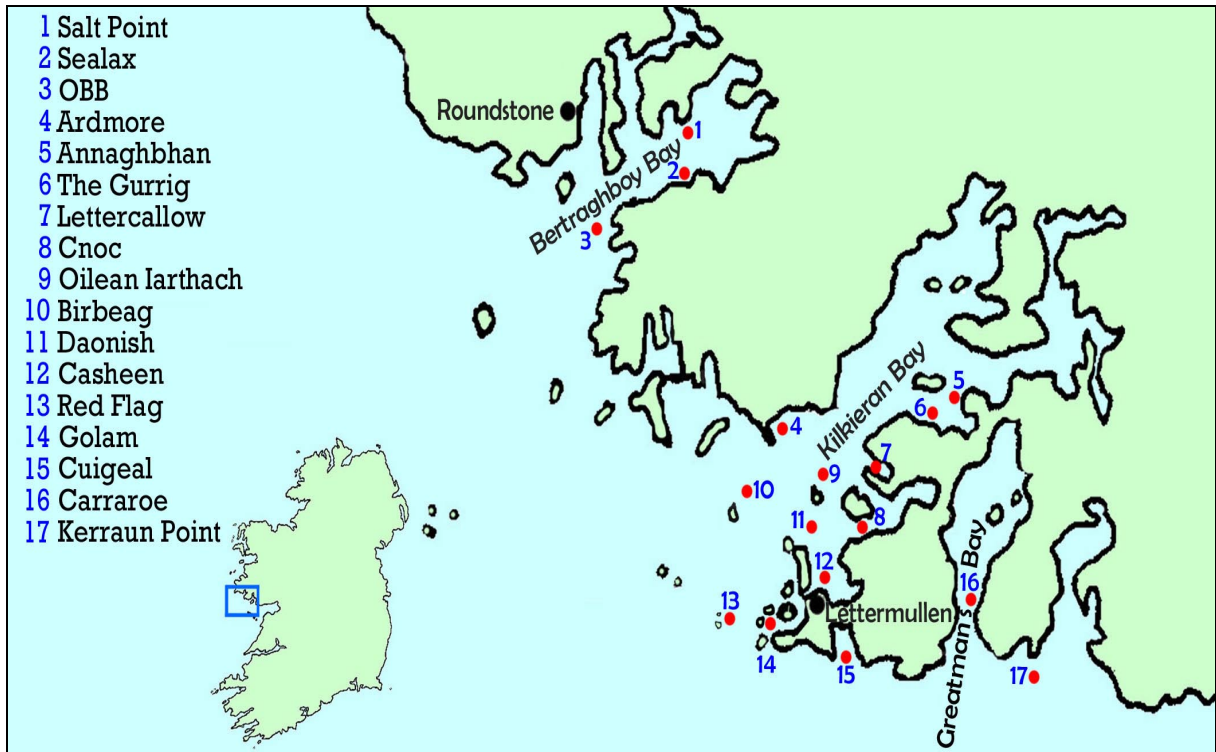 1 Salt Point
2 Sealax
3 OBB
4 Ardmore
5 Annaghbhan
6 The Gurrig
7 Lettercallow
8 Cnoc
9 Oilean Iarthach
10 Birbeag
11 Daonish
12 Casheen
13 Red Flag
14 Golam
15 Cuigeal
16 Carraroe
17 Kerraun Point
Roundstone
1
2
Bertraghboy Bay
3
Kilkieran Bay
5
6
4
7
9
10
11
8
12
16
13
Lettermullen
14
15
17
Greatman's Bay